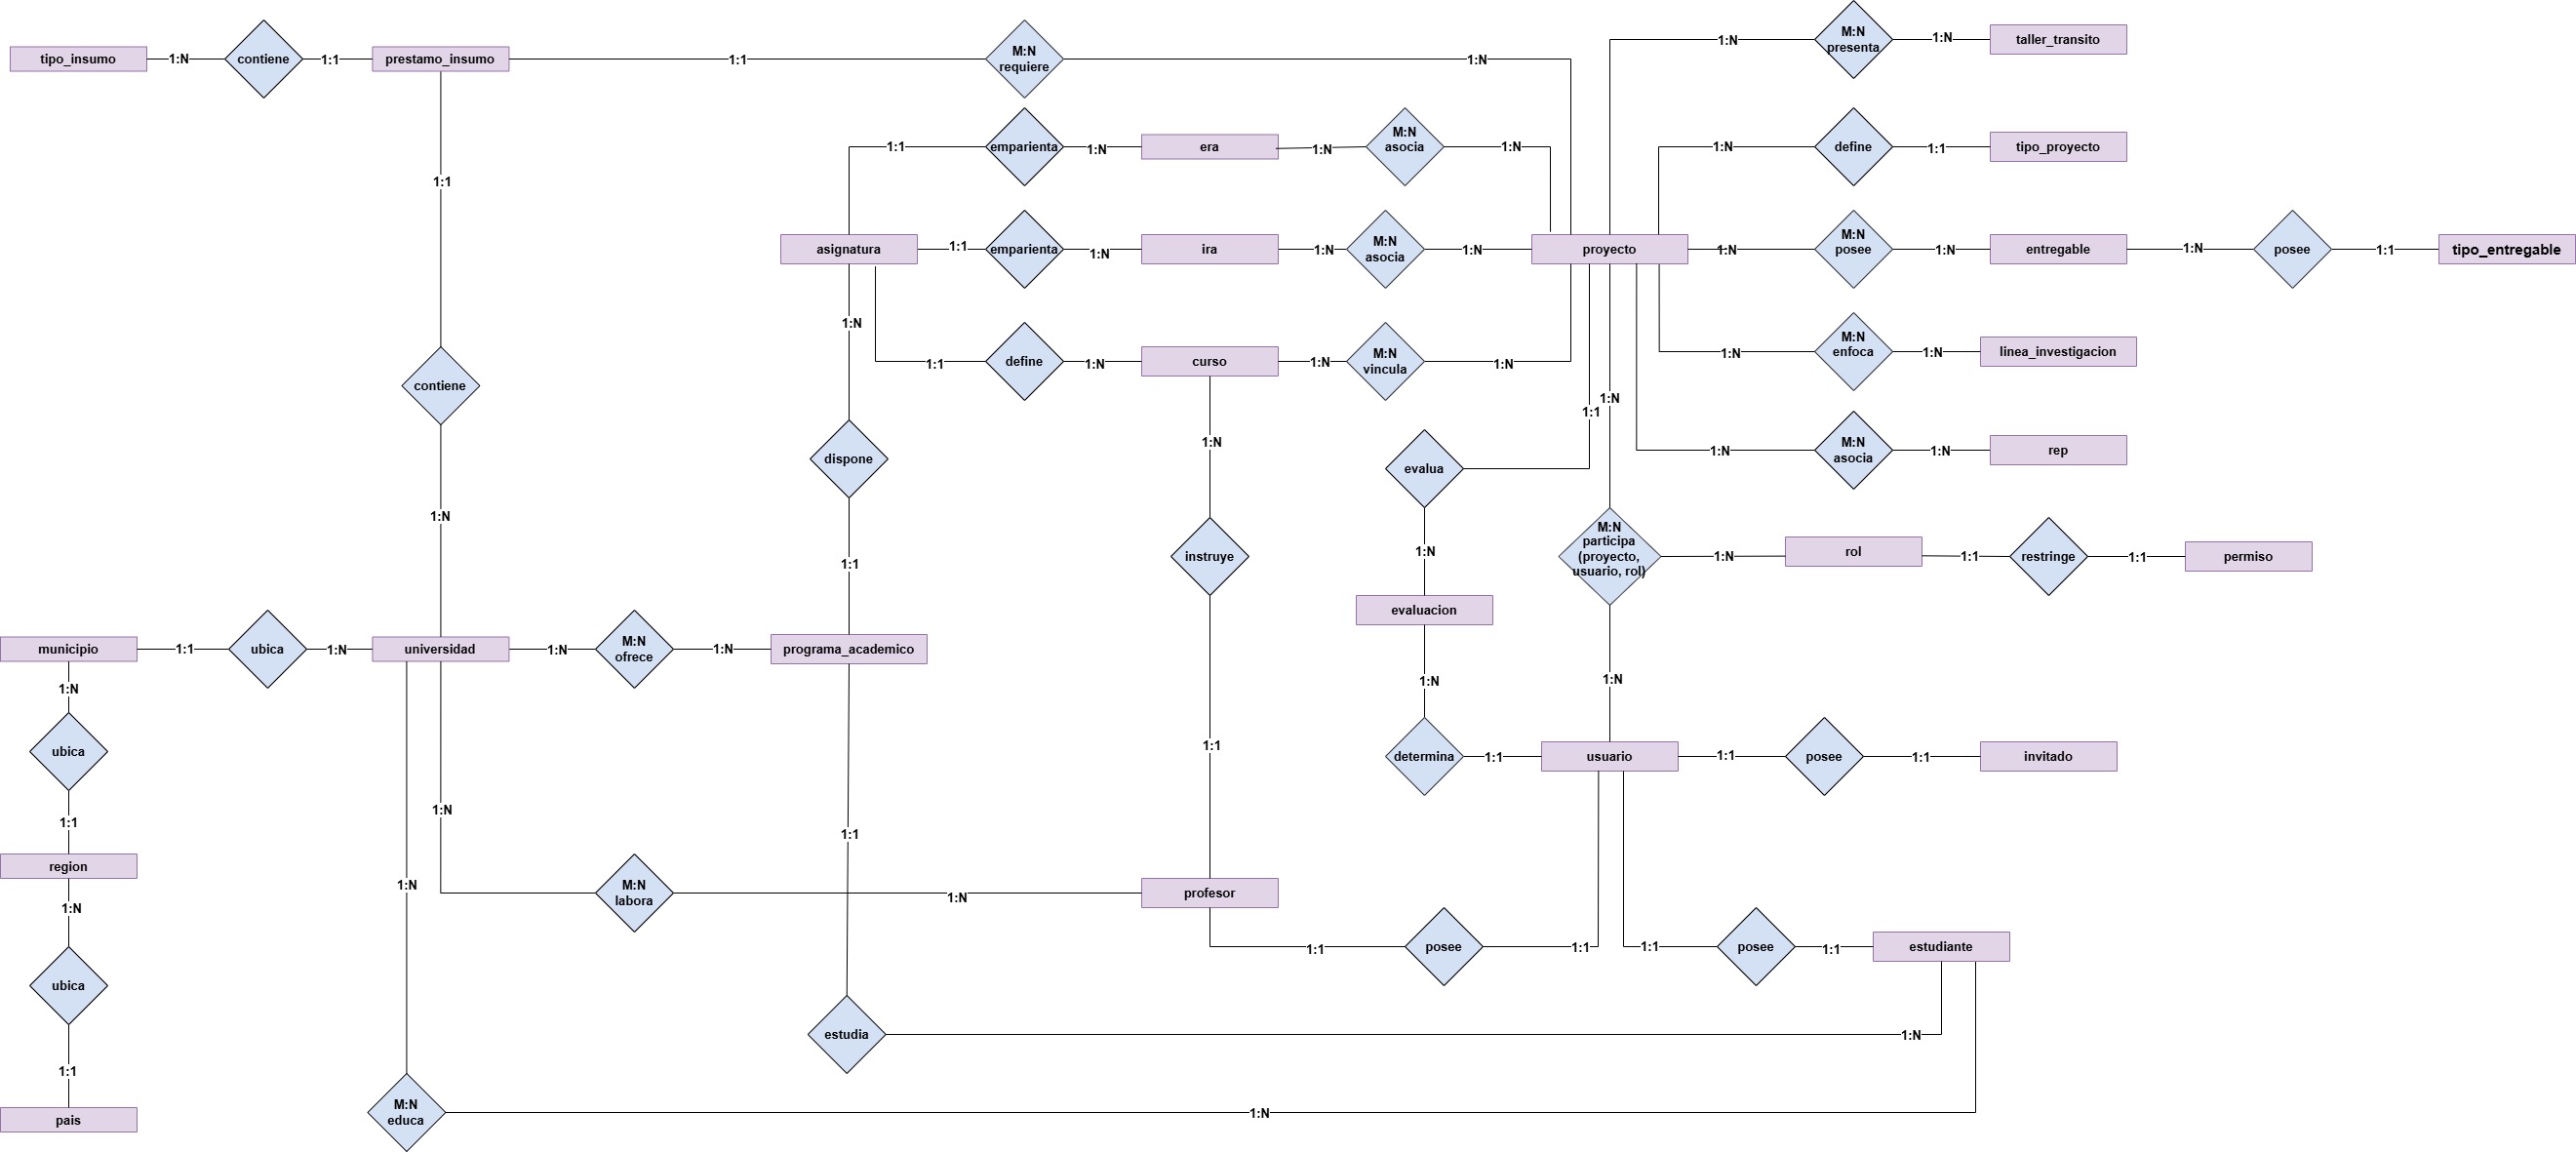 M:N
presenta
1:N
1:N
taller_transito
tipo_insumo
1:N
contiene
1:1
prestamo_insumo
1:1
M:N
requiere
1:N
1:1
emparienta
1:N
era
1:N
M:N
asocia
1:N
1:N
define
1:1
tipo_proyecto
1:1
asignatura
1:1
emparienta
1:N
ira
1:N
M:N
asocia
1:N
proyecto
1:N
M:N
posee
1:N
entregable
1:N
posee
1:1
tipo_entregable
1:N
1:1
define
1:N
curso
1:N
M:N
vincula
1:N
1:N
M:N
enfoca
1:N
linea_investigacion
contiene
1:N
1:1
1:N
dispone
1:N
evalua
1:N
M:N
asocia
1:N
rep
1:N
1:1
instruye
1:N
M:N
participa
(proyecto,
usuario, rol)
1:N
rol
1:1
restringe
1:1
permiso
evaluacion
municipio
1:1
ubica
1:N
universidad
1:N
M:N
ofrece
1:N
programa_academico
1:N
1:N
1:N
ubica
1:1
1:1
determina
1:1
usuario
1:1
posee
1:1
invitado
1:N
1:1
1:1
region
1:N
M:N
labora
1:N
profesor
1:N
1:1
posee
1:1
1:1
posee
1:1
estudiante
ubica
estudia
1:N
1:1
pais
M:N
educa
1:N